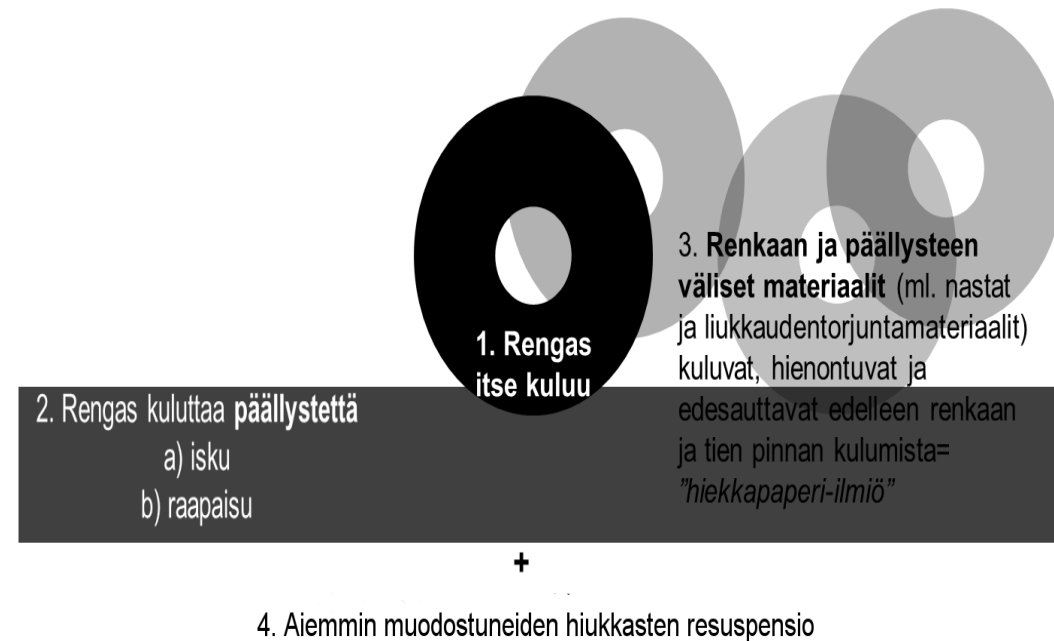 1. Rengas
itse kuluu
2. Rengas kuluttaa päällystettä
a) isku
b) raapaisu
3. Renkaan ja päällysteen
väliset materiaalit (ml. nastat
ja liukkaudentorjuntamateriaalit)
kuluvat, hienontuvat ja
edesauttavat edelleen renkaan
ja tien pinnan kulumista=
"hiekkapaperi-ilmiö”
+
4. Aiemmin muodostuneiden hiukkasten resuspensio